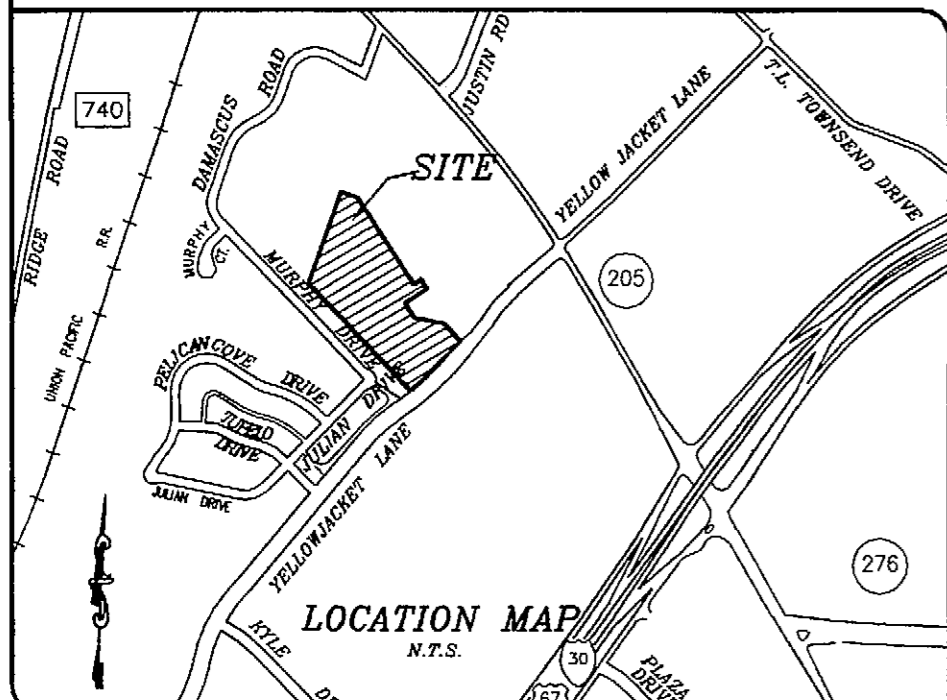 740
RIDGE ROAD
UNION PACIFIC R.R.
DAMASCUS ROAD
MURPHY CT.
MURPHY DRIVE
JUSTIN RD
SITE
YELLOW JACKET LANE
T.L. TOWNSEND DRIVE
205
PELICAN COVE DRIVE
DRIVE
JULIAN DRIVE
JULIAN DRIVE
YELLOWJACKET LANE
KYLE
LOCATION MAP
N.T.S.
276
30
67
PLAZA
DRIVE